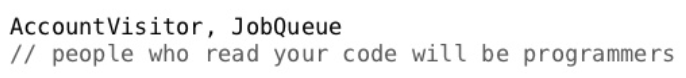 AccountVisitor, JobQueue
// people who read your code will be programmers